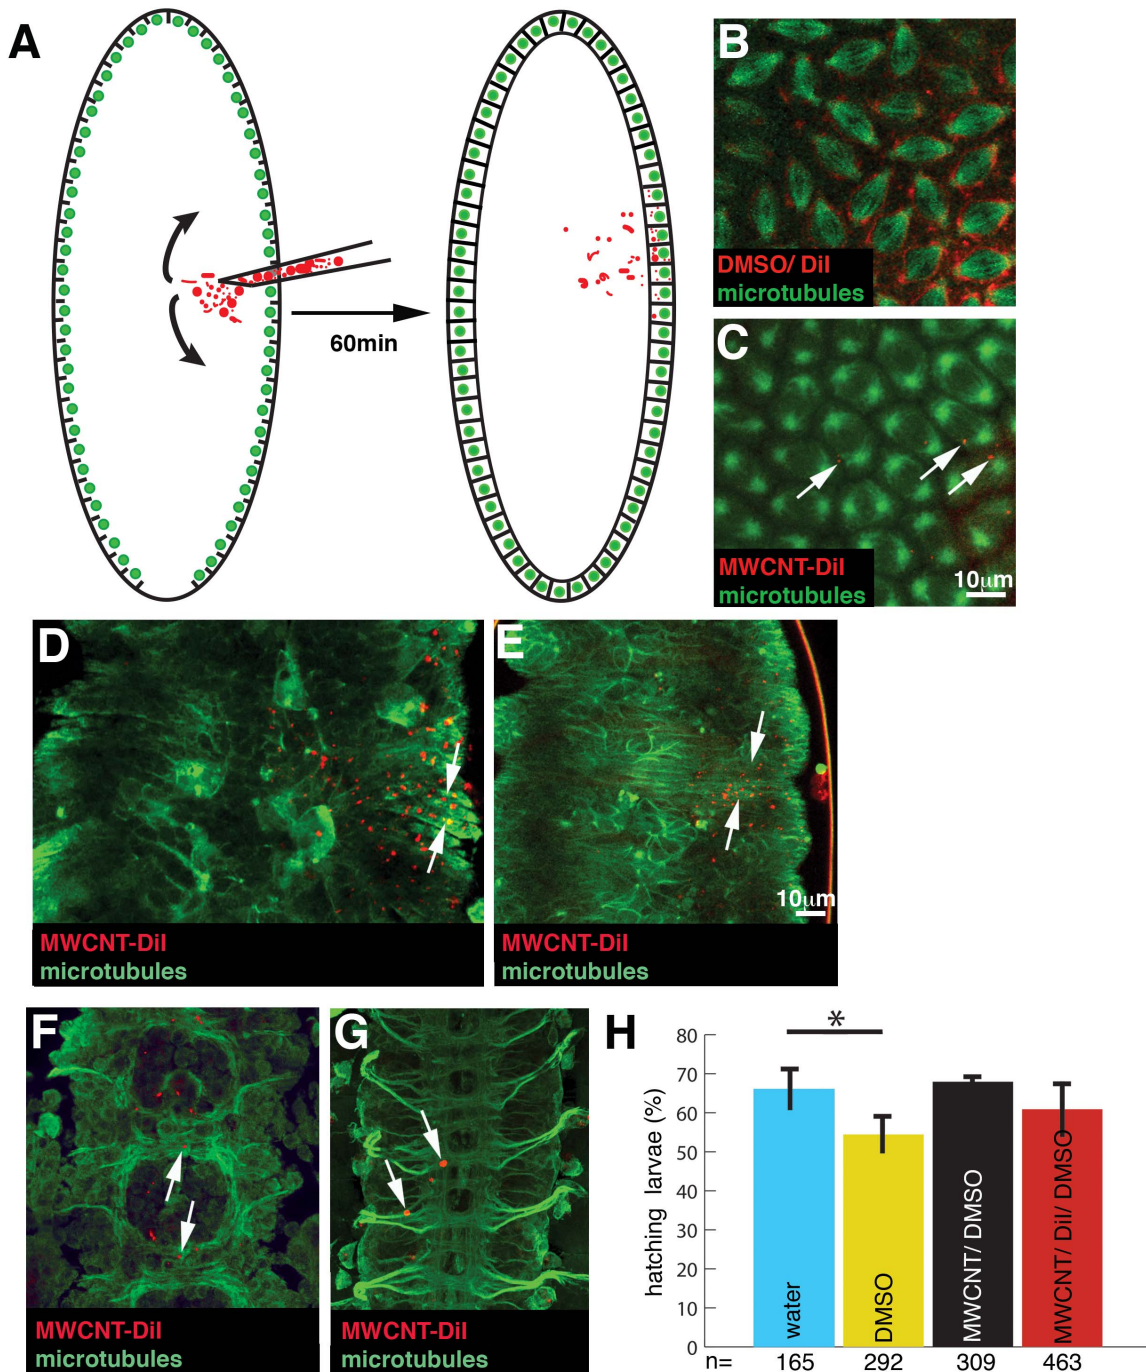 A
60min
B
DMSO/ DiI
microtubules
C
MWCNT-DiI
microtubules
10µm
D
MWCNT-DiI
microtubules
E
10µm
MWCNT-DiI
microtubules
F
MWCNT-DiI
microtubules
G
MWCNT-DiI
microtubules
H
*
hatching larvae (%)
80
70
60
50
40
30
20
10
0
water
DMSO
MWCNT/ DMSO
MWCNT/ DiI/ DMSO
n= 165 292 309 463